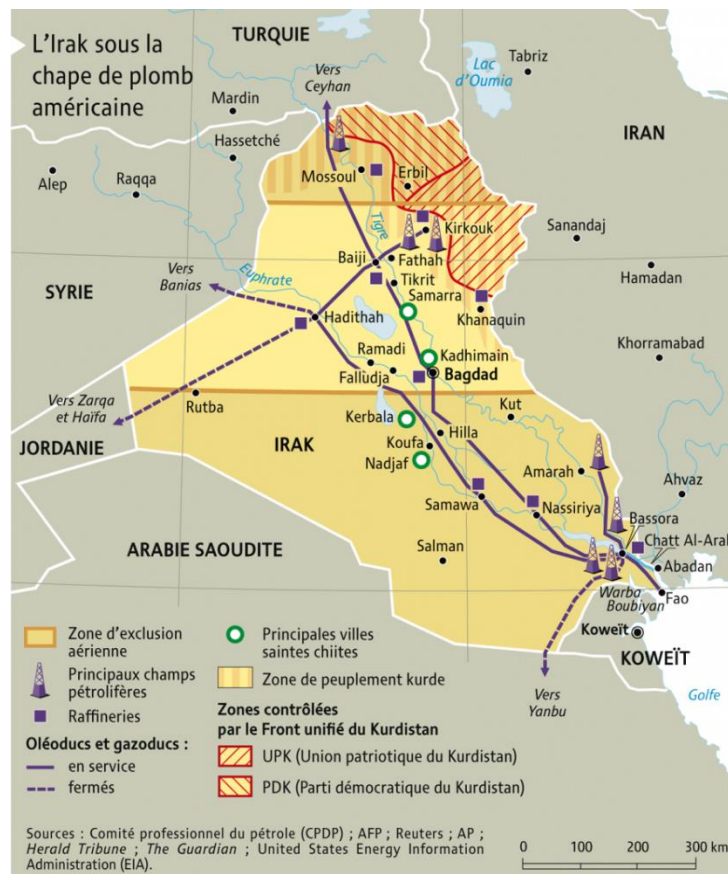 L'Irak sous la
chape de plomb
américaine
TURQUIE
Vers
Ceyhan
Lac
d'Oumia
Tabriz
Mardin
Hassetché
IRAN
Alep
Raqqa
Mossoul
Erbil
Tigre
Kirkouk
Sanandaj
Baiji
Fathah
Vers
Banias
Euphrate
Tikrit
Samarra
Hamadan
SYRIE
Hadithah
Khanaquin
Ramadi
Kadhimain
Khorramabad
Falludja
Bagdad
Vers Zarqa
et Haïfa
Rutba
Kerbala
Kut
JORDANIE
IRAK
Koufa
Hilla
Nadjaf
Amarah
Ahvaz
Samawa
Nassiriya
Bassora
Chatt Al-Arab
ARABIE SAOUDITE
Salman
Abadan
Warba
Boubiyan
Fao
Koweït
KOWEÏT
Vers
Yanbu
Golfe
Zone d'exclusion
aérienne
Principaux champs
pétrolifères
Raffineries
Oléoducs et gazoducs :
en service
fermés
Principales villes
saintes chiites
Zone de peuplement kurde
Zones contrôlées
par le Front unifié du Kurdistan
UPK (Union patriotique du Kurdistan)
PDK (Parti démocratique du Kurdistan)
Sources : Comité professionnel du pétrole (CPDP) ; AFP ; Reuters ; AP ;
Herald Tribune ; The Guardian ; United States Energy Information
Administration (EIA).
0 100 200 300 km